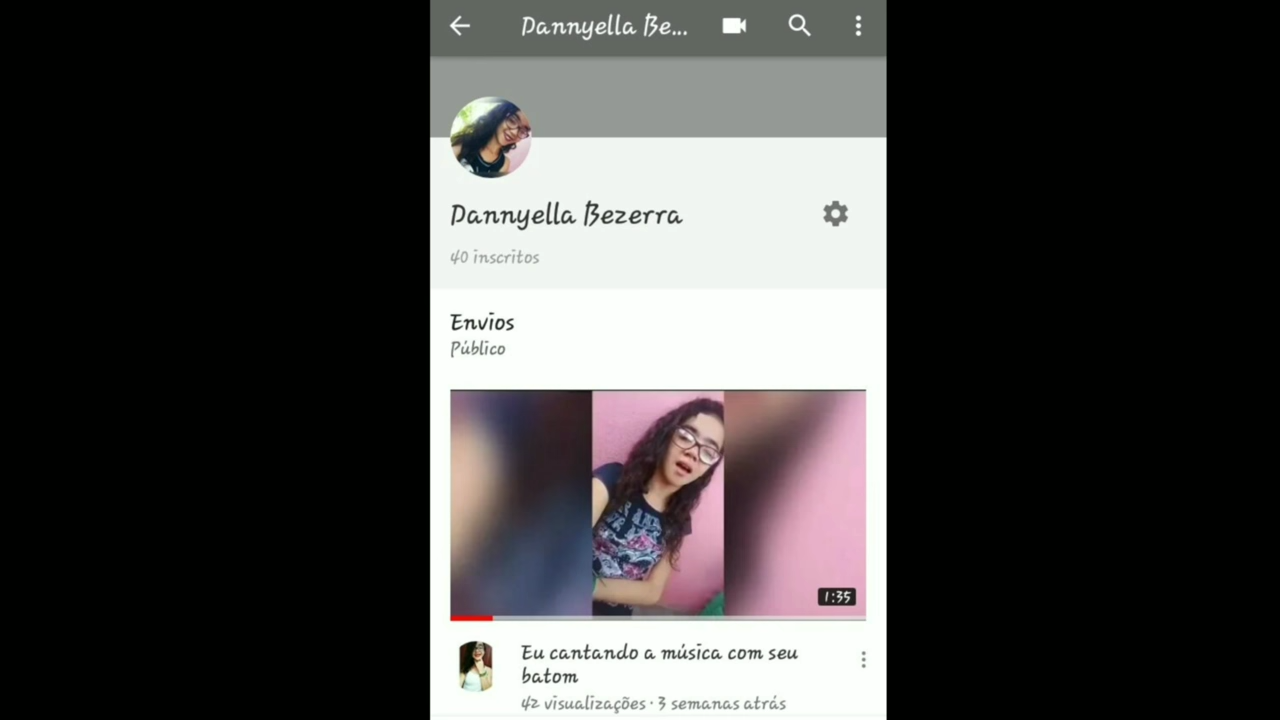 Dannyella Be...
Dannyella Bezerra
40 inscritos
Envios
Público
1:35
Eu cantando a música com seu
batom
42 visualizações · 3 semanas atrás